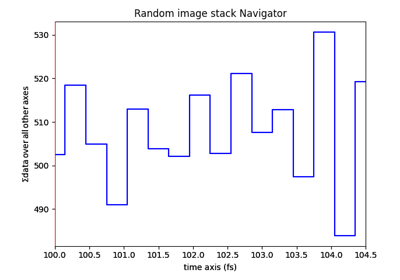 Random image stack Navigator
530
520
510
500
490
Σdata over all other axes
100.0 100.5 101.0 101.5 102.0 102.5 103.0 103.5 104.0 104.5
time axis (fs)